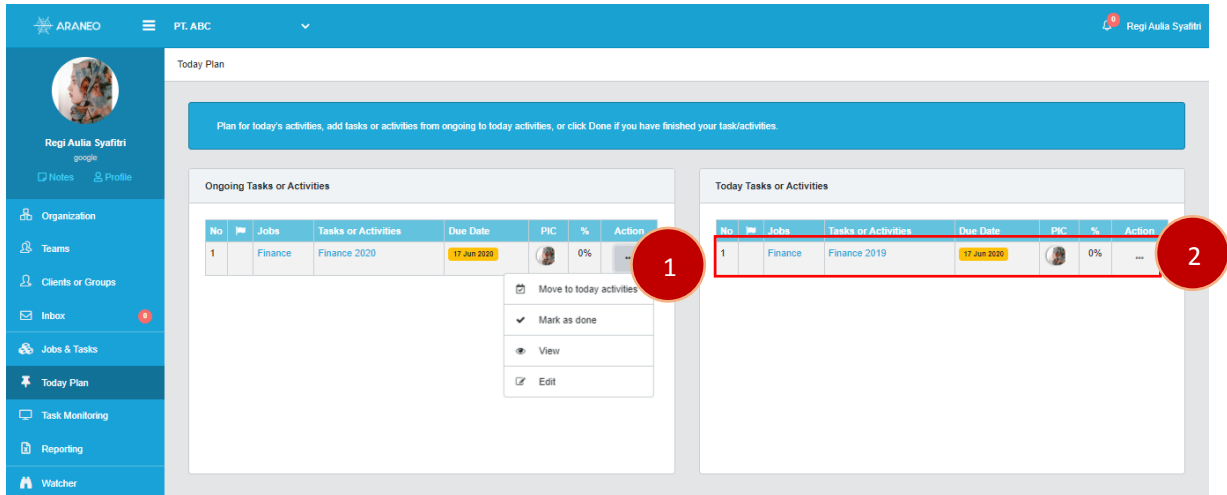 ARANEO
PT. ABC
0
Regi Aulia Syafitri
Today Plan
Regi Aulia Syafitri
google
Notes Profile
Organization
Teams
Clients or Groups
Inbox 0
Jobs & Tasks
Today Plan
Task Monitoring
Reporting
Watcher
Plan for today's activities, add tasks or activities from ongoing to today activities, or click Done if you have finished your task/activities.
Ongoing Tasks or Activities
No Jobs Tasks or Activities Due Date PIC % Action
1 Finance Finance 2020 17 Jun 2020 0% ...
Move to today activities
Mark as done
View
Edit
1
Today Tasks or Activities
No Jobs Tasks or Activities Due Date PIC % Action
1 Finance Finance 2019 17 Jun 2020 0% ...
2